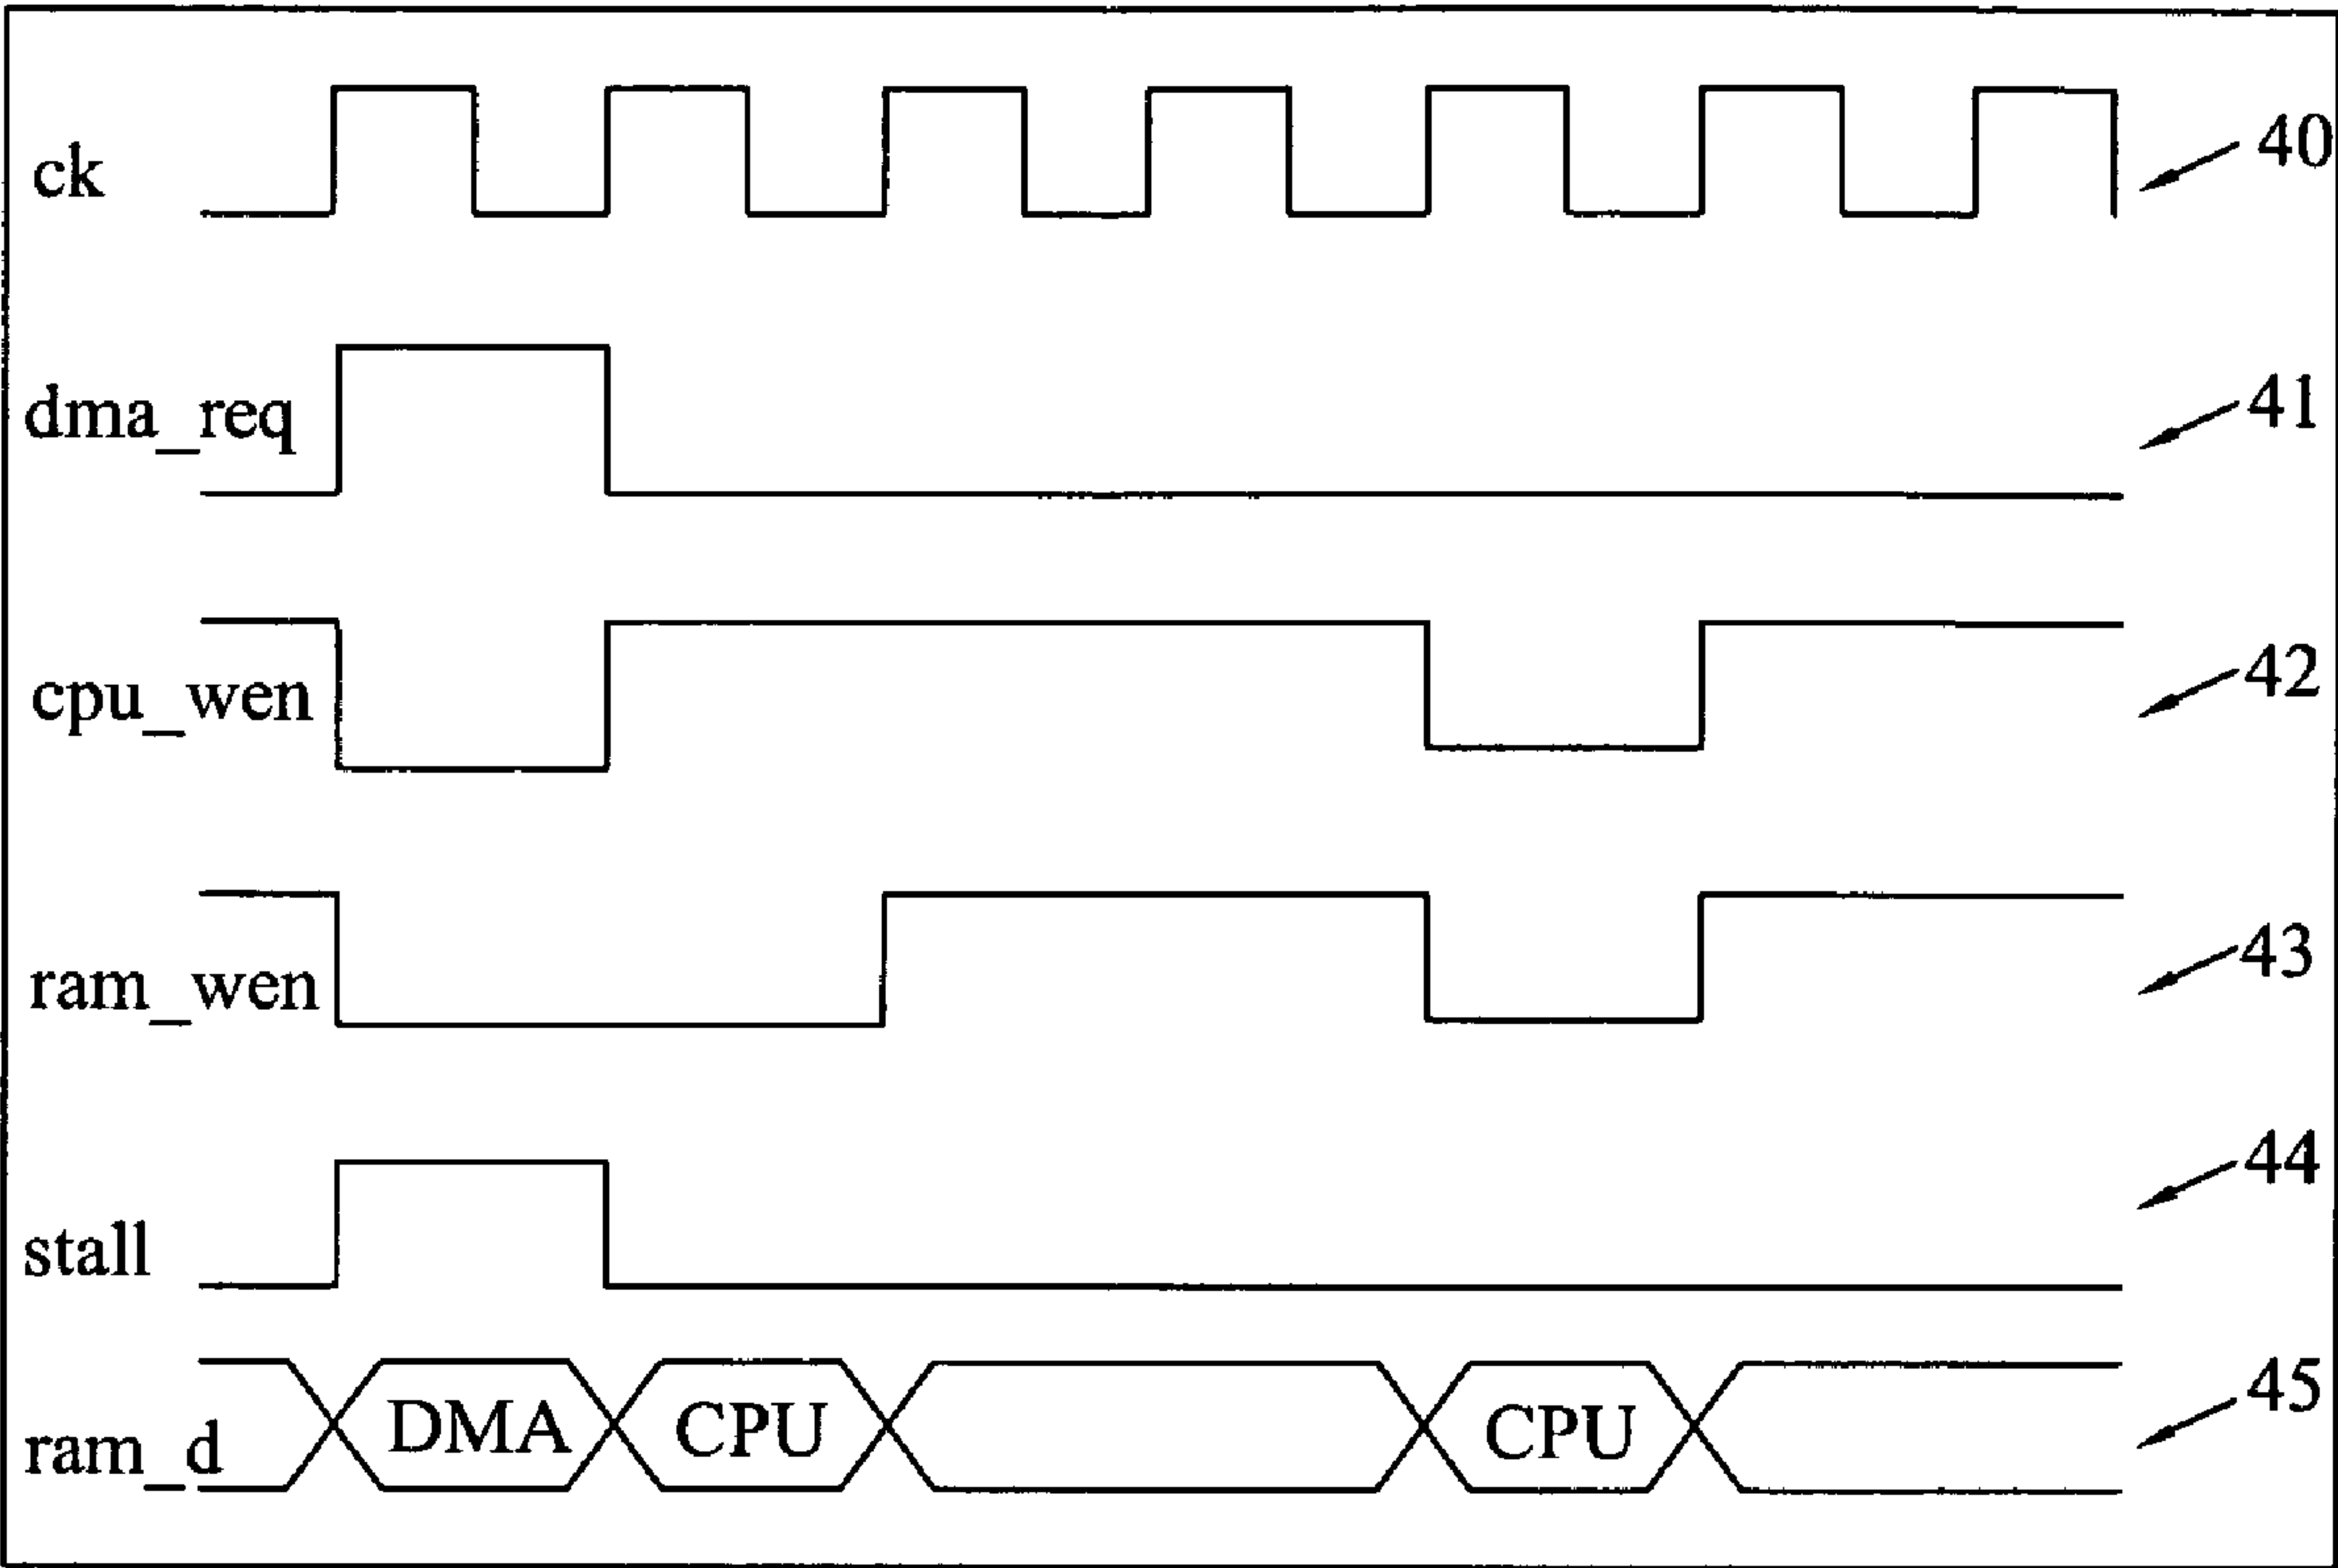 ck 40
dma_req 41
cpu_wen 42
ram_wen 43
stall 44
ram_d DMA CPU CPU 45